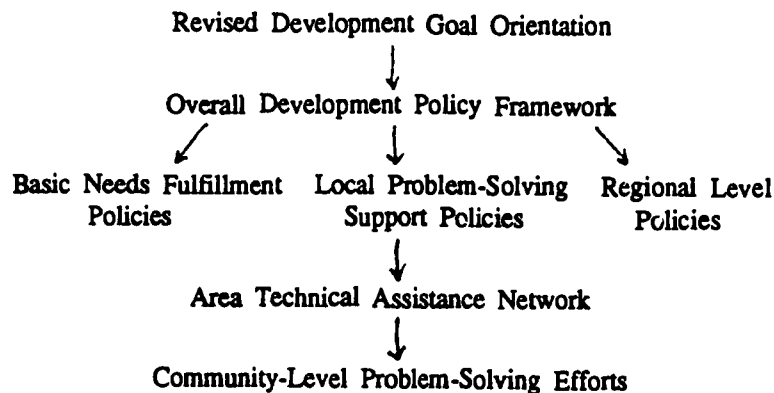 Revised Development Goal Orientation
Overall Development Policy Framework
Basic Needs Fulfillment Policies
Local Problem-Solving Support Policies
Regional Level Policies
Area Technical Assistance Network
Community-Level Problem-Solving Efforts